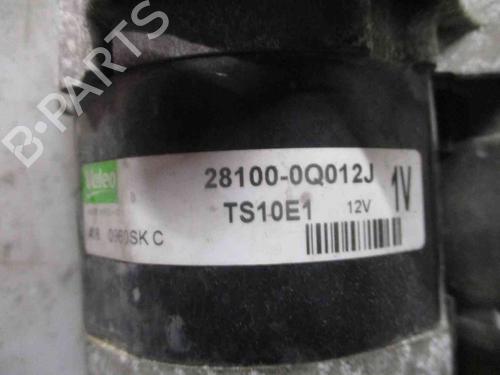 B-PARTS
Valeo
28100-0Q012J
1V
TS10E1 12V
0960SK C